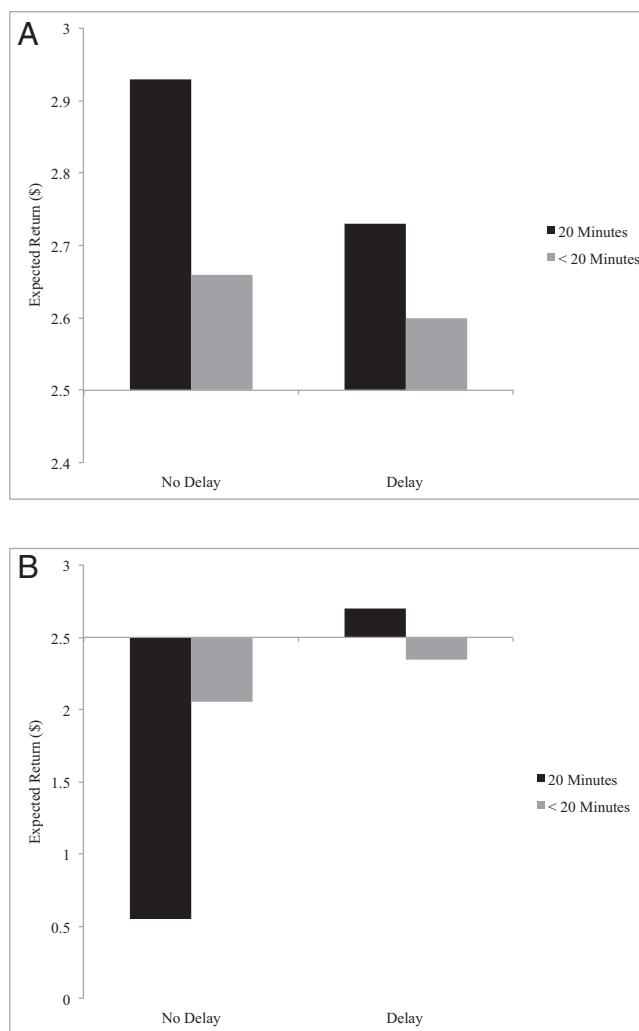 A
3
2.9
2.8
2.7
2.6
2.5
2.4
Expected Return ($)
No Delay
Delay
20 Minutes
< 20 Minutes
B
3
2.5
2
1.5
1
0.5
0
Expected Return ($)
No Delay
Delay
20 Minutes
< 20 Minutes